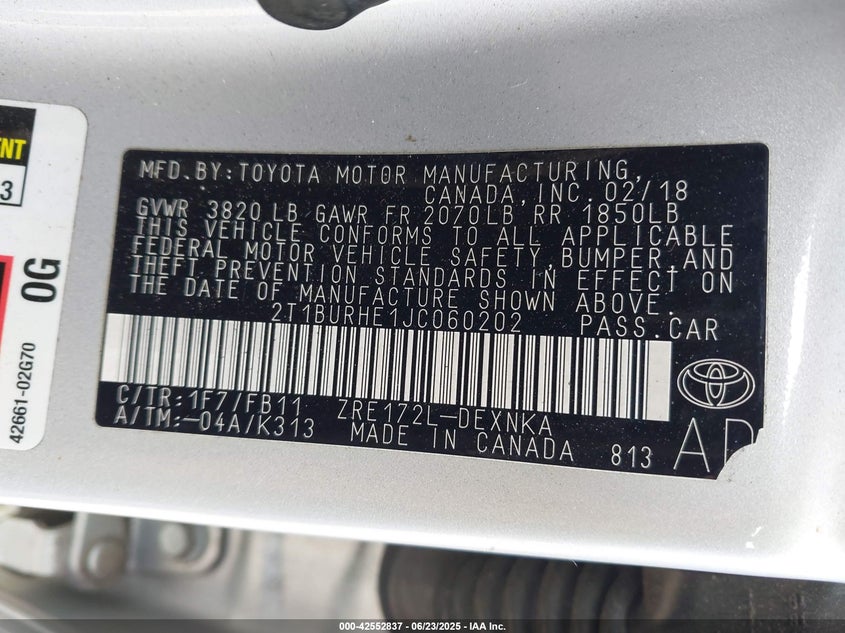 NT
3
0G
42661-02G70
MFD.BY:TOYOTA MOTOR MANUFACTURING,
CANADA,INC. 02/18
GVWR 3820 LB GAWR FR 2070LB RR 1850LB
THIS VEHICLE CONFORMS TO ALL APPLICABLE
FEDERAL MOTOR VEHICLE SAFETY,BUMPER,AND
THEFT PREVENTION STANDARDS IN EFFECT ON
THE DATE OF MANUFACTURE SHOWN ABOVE.
2T1BURHE1JC060202 PASS.CAR
C/TR:1F7/FB11 ZRE172L-DEXNKA
A/TM:-04A/K313 MADE IN CANADA 813
000-42552837 - 06/23/2025 - IAA Inc.